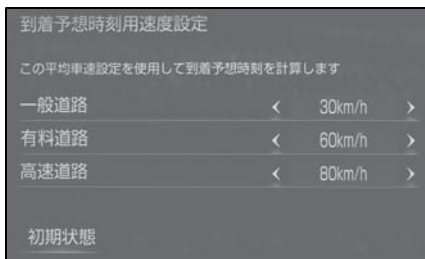 到着予想時刻用速度設定
この平均車速設定を使用して到着予想時刻を計算します
一般道路 < 30km/h >
有料道路 < 60km/h >
高速道路 < 80km/h >
初期状態